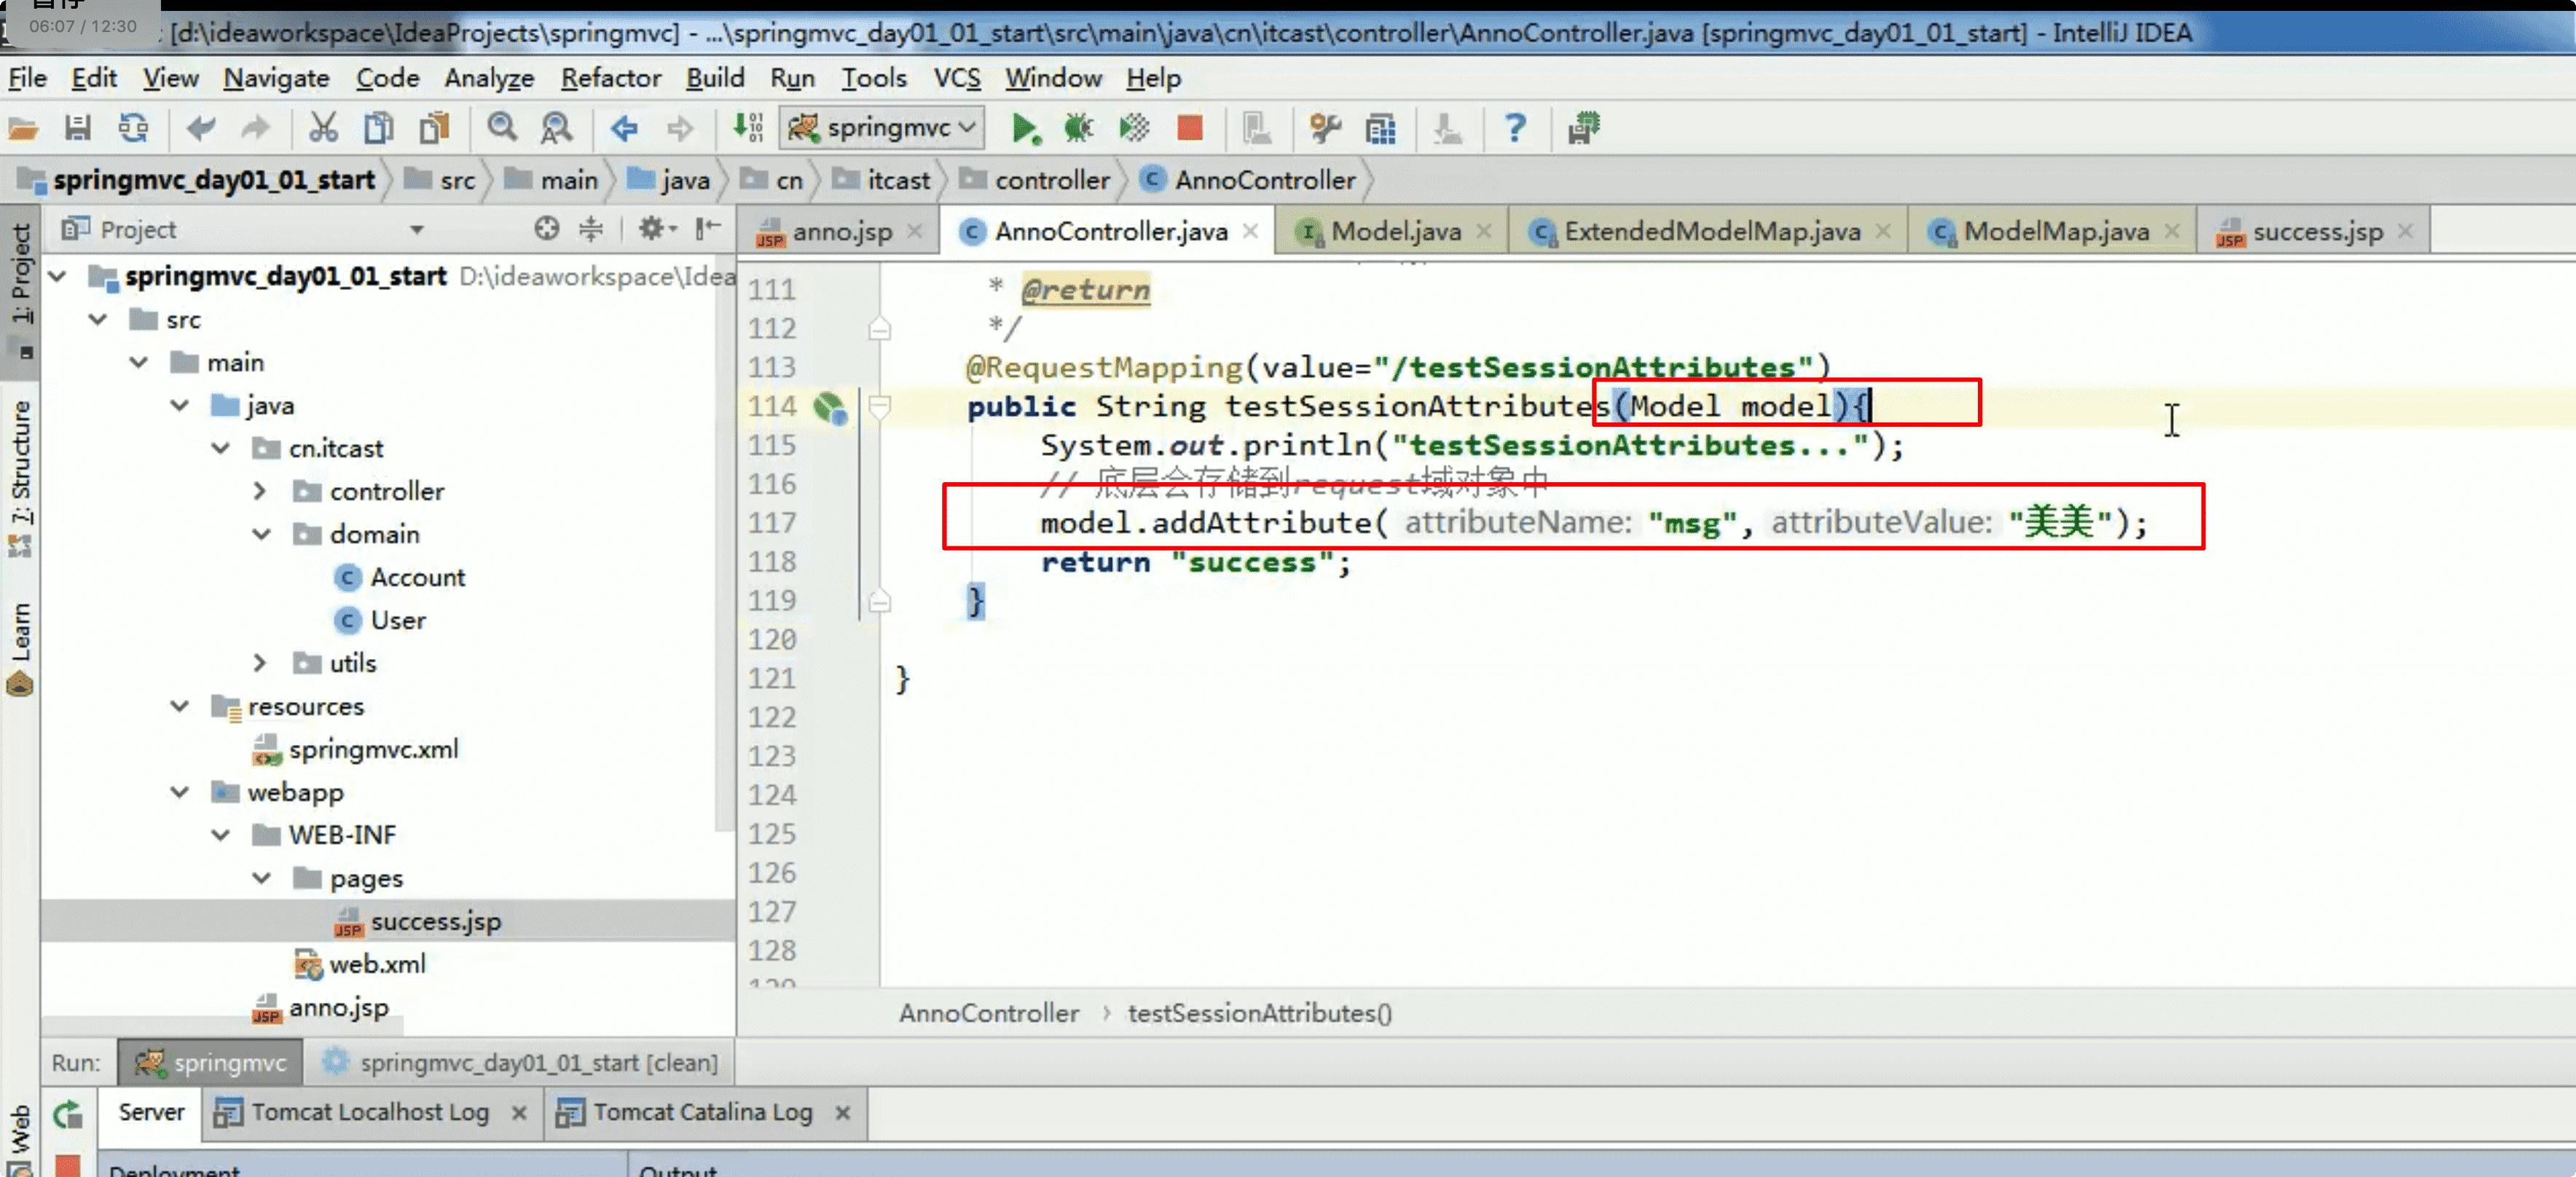 暂停
06:07 / 12:30
[d:\ideaworkspace\IdeaProjects\springmvc] - ...\springmvc_day01_01_start\src\main\java\cn\itcast\controller\AnnoController.java [springmvc_day01_01_start] - IntelliJ IDEA
File Edit View Navigate Code Analyze Refactor Build Run Tools VCS Window Help
springmvc
springmvc_day01_01_start src main java cn itcast controller AnnoController
Project
anno.jsp AnnoController.java Model.java ExtendedModelMap.java ModelMap.java success.jsp
1: Project
7: Structure
Learn
Web
springmvc_day01_01_start D:\ideaworkspace\Idea
src
main
java
cn.itcast
controller
domain
Account
User
utils
resources
springmvc.xml
webapp
WEB-INF
pages
success.jsp
web.xml
anno.jsp
111 * @return
112 */
113 @RequestMapping(value="/testSessionAttributes")
114 public String testSessionAttributes(Model model){
115 System.out.println("testSessionAttributes...");
116 // 底层会存储到request域对象中
117 model.addAttribute( attributeName: "msg", attributeValue: "美美");
118 return "success";
119 }
120
121 }
122
123
124
125
126
127
128
129
AnnoController › testSessionAttributes()
Run: springmvc springmvc_day01_01_start [clean]
Server Tomcat Localhost Log Tomcat Catalina Log
Deployment Output